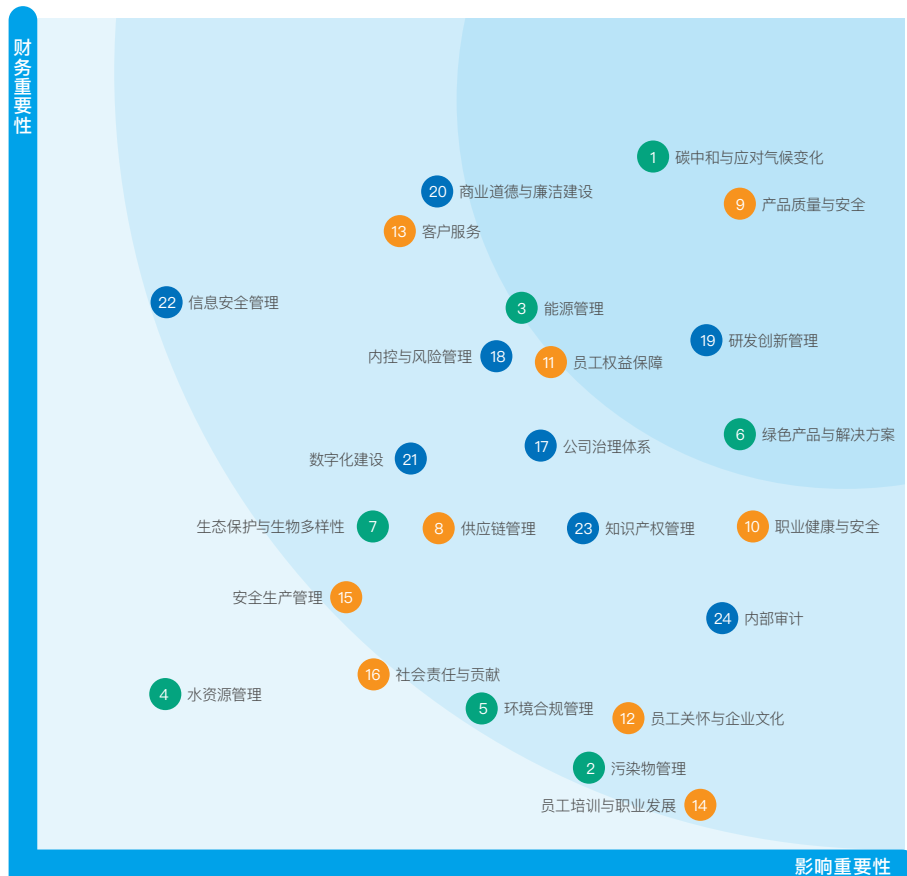 财务重要性
1 碳中和与应对气候变化
20 商业道德与廉洁建设
9 产品质量与安全
13 客户服务
22 信息安全管理
3 能源管理
19 研发创新管理
内控与风险管理 18
11 员工权益保障
6 绿色产品与解决方案
17 公司治理体系
数字化建设 21
生态保护与生物多样性 7
8 供应链管理
23 知识产权管理
10 职业健康与安全
安全生产管理 15
24 内部审计
16 社会责任与贡献
4 水资源管理
5 环境合规管理
12 员工关怀与企业文化
2 污染物管理
员工培训与职业发展 14
影响重要性